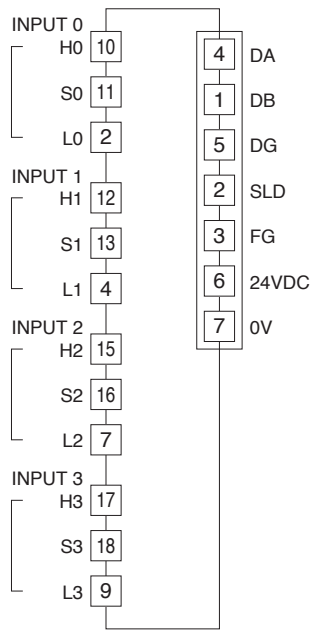 INPUT 0
H0 10
S0 11
L0 2
INPUT 1
H1 12
S1 13
L1 4
INPUT 2
H2 15
S2 16
L2 7
INPUT 3
H3 17
S3 18
L3 9
4 DA
1 DB
5 DG
2 SLD
3 FG
6 24VDC
7 0V